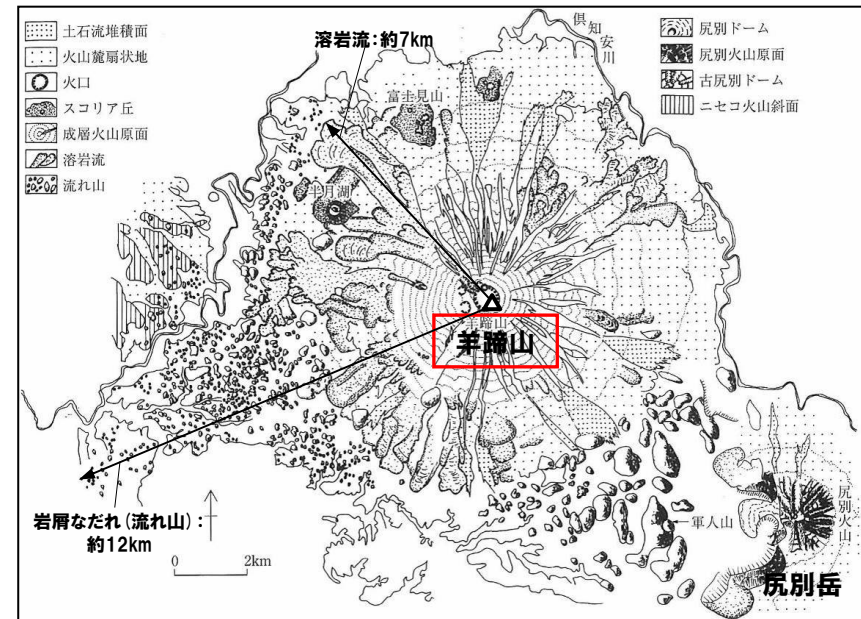 土石流堆積面
火山麓扇状地
火口
スコリア丘
成層火山原面
溶岩流
流れ山
溶岩流：約7km
倶知安川
尻別ドーム
尻別火山原面
古尻別ドーム
ニセコ火山斜面
富士見山
半月湖
羊蹄山
羊蹄山
岩屑なだれ（流れ山）：
約12km
0 2km
軍人山
尻別火山
尻別岳